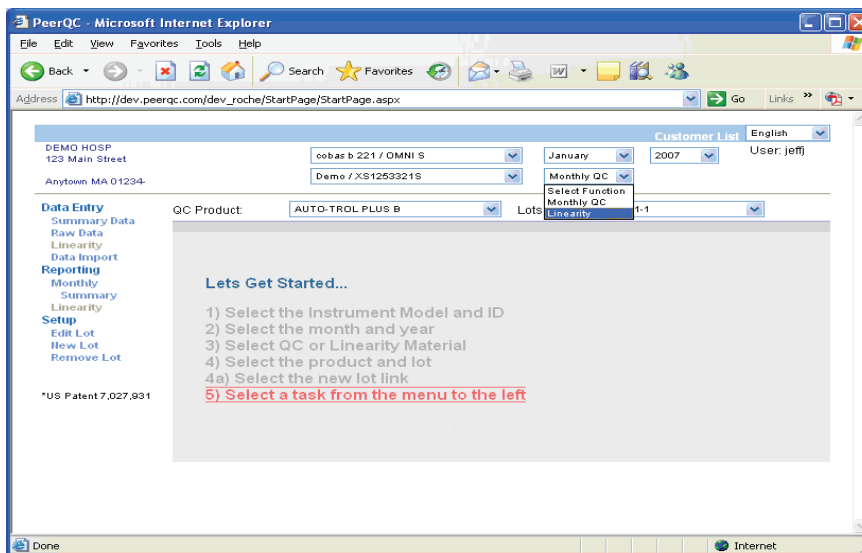 PeerQC - Microsoft Internet Explorer
File Edit View Favorites Tools Help
Back Search Favorites
Address http://dev.peerqc.com/dev_roche/StartPage/StartPage.aspx Go Links »
Customer List English
DEMO HOSP
123 Main Street
Anytown MA 01234-
cobas b 221 / OMNI S January 2007 User: jeffj
Demo / XS1253321S Monthly QC
Select Function
Monthly QC
Linearity
QC Product: AUTO-TROL PLUS B Lots 1-1
Data Entry
Summary Data
Raw Data
Linearity
Data Import
Reporting
Monthly
Summary
Linearity
Setup
Edit Lot
New Lot
Remove Lot
*US Patent 7,027,931
Lets Get Started...
1) Select the Instrument Model and ID
2) Select the month and year
3) Select QC or Linearity Material
4) Select the product and lot
4a) Select the new lot link
5) Select a task from the menu to the left
Done Internet